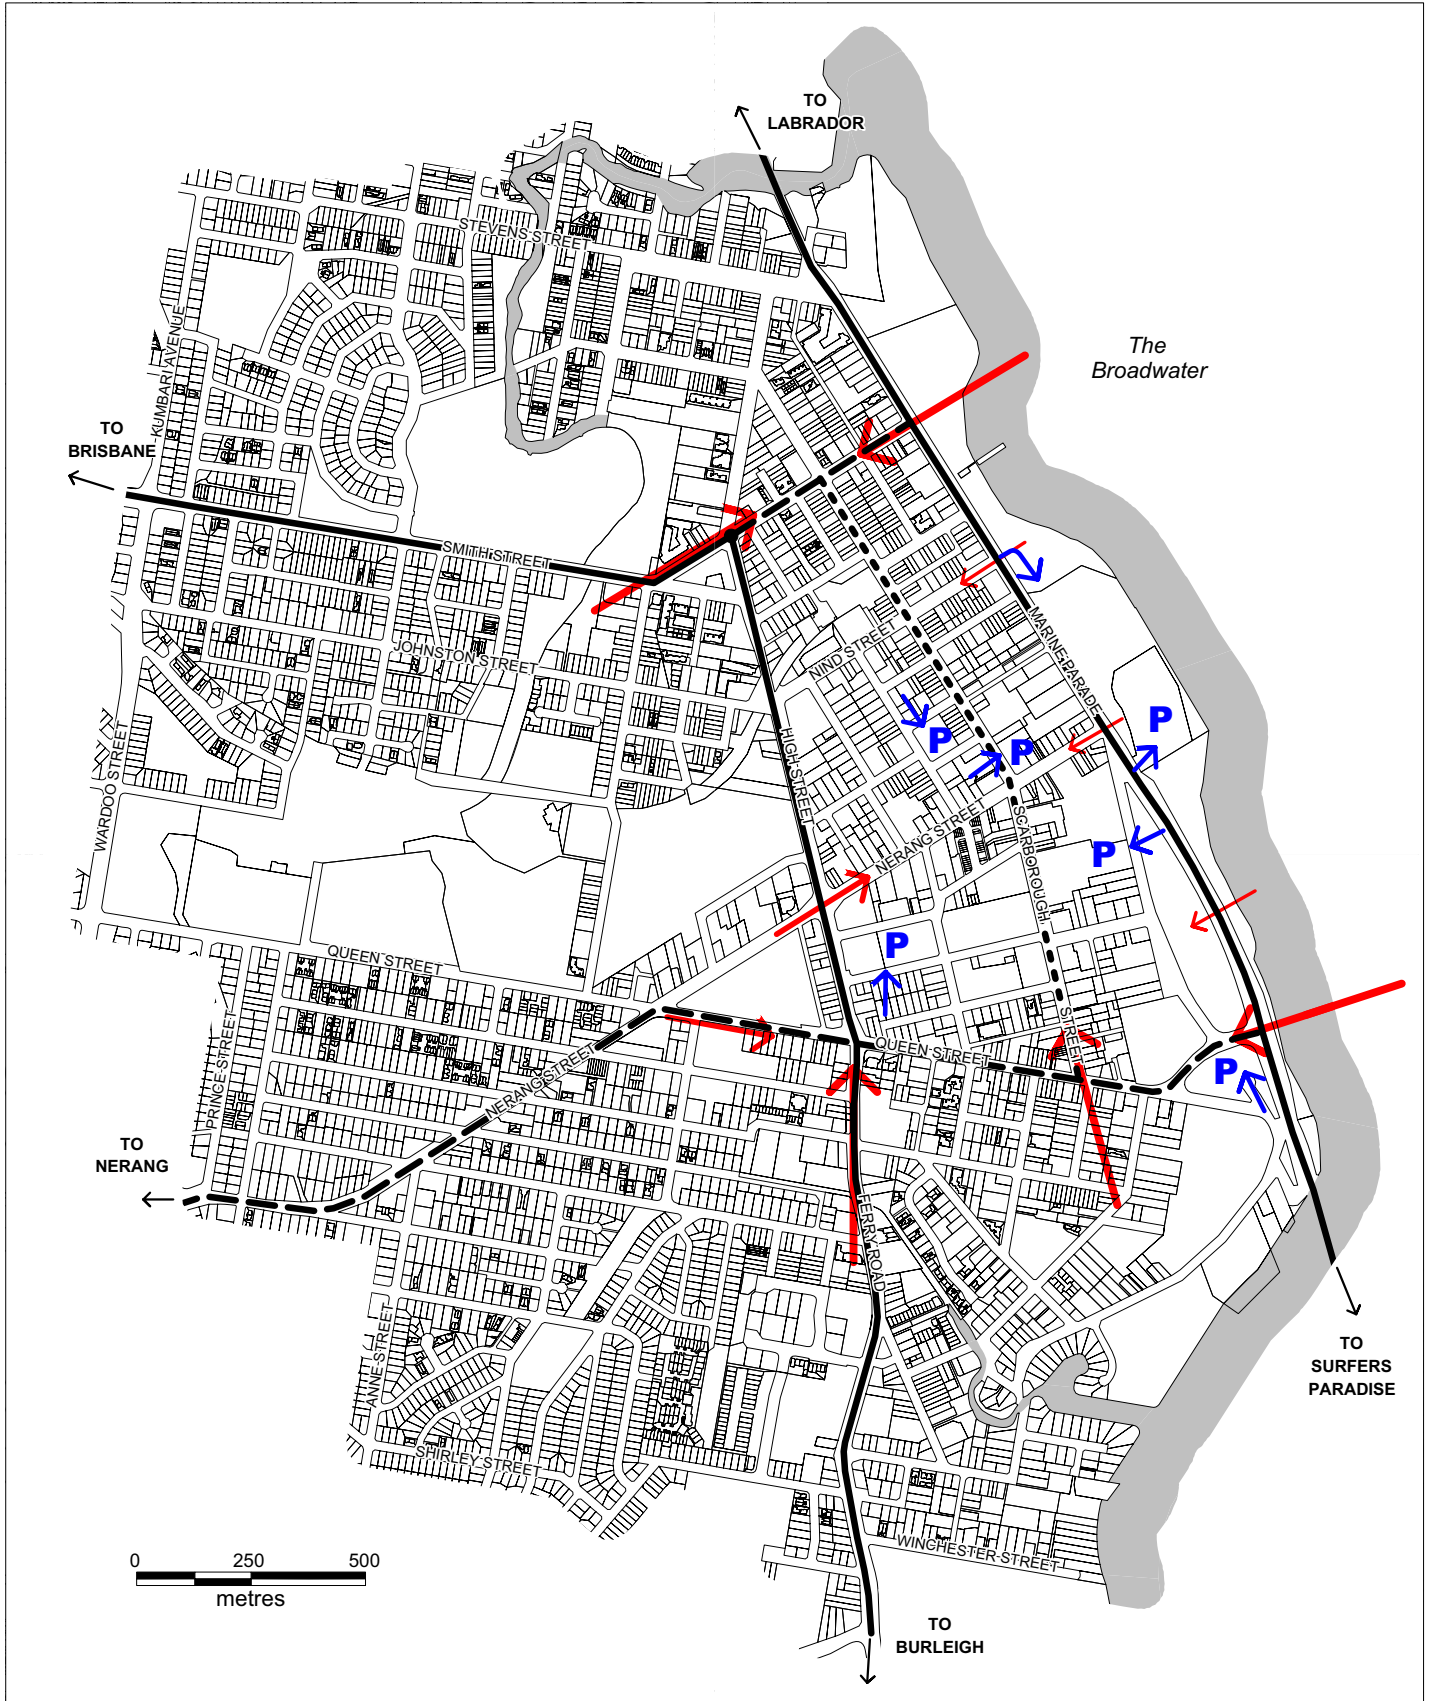 TO
LABRADOR
STEVENS STREET
The
Broadwater
KUMBARI AVENUE
TO
BRISBANE
SMITH STREET
JOHNSTON STREET
NIND STREET
MARINE PARADE
P
P
P
WARDOO STREET
HIGH STREET
NERANG STREET
SCARBOROUGH
STREET
P
P
QUEEN STREET
QUEEN STREET
P
PRINCE STREET
NERANG STREET
TO
NERANG
FERRY ROAD
ANNE STREET
TO
SURFERS
PARADISE
SHIRLEY STREET
WINCHESTER STREET
0 250 500
metres
TO
BURLEIGH